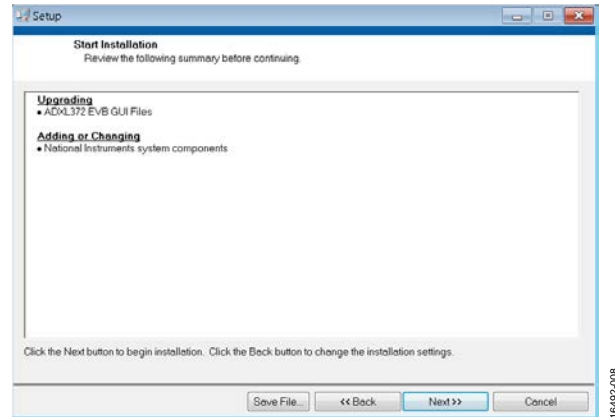 Setup
Start Installation
Review the following summary before continuing.
Upgrading
• ADXL372 EVB GUI Files
Adding or Changing
• National Instruments system components
Click the Next button to begin installation. Click the Back button to change the installation settings.
Save File...
<< Back
Next >>
Cancel